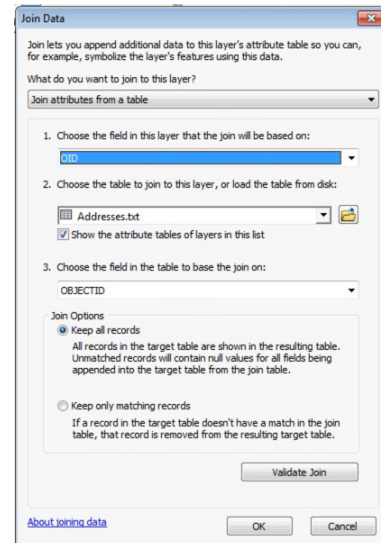 Join Data
Join lets you append additional data to this layer's attribute table so you can,
for example, symbolize the layer's features using this data.
What do you want to join to this layer?
Join attributes from a table
1. Choose the field in this layer that the join will be based on:
OID
2. Choose the table to join to this layer, or load the table from disk:
Addresses.txt
Show the attribute tables of layers in this list
3. Choose the field in the table to base the join on:
OBJECTID
Join Options
Keep all records
All records in the target table are shown in the resulting table.
Unmatched records will contain null values for all fields being
appended into the target table from the join table.
Keep only matching records
If a record in the target table doesn't have a match in the join
table, that record is removed from the resulting target table.
Validate Join
About joining data
OK
Cancel